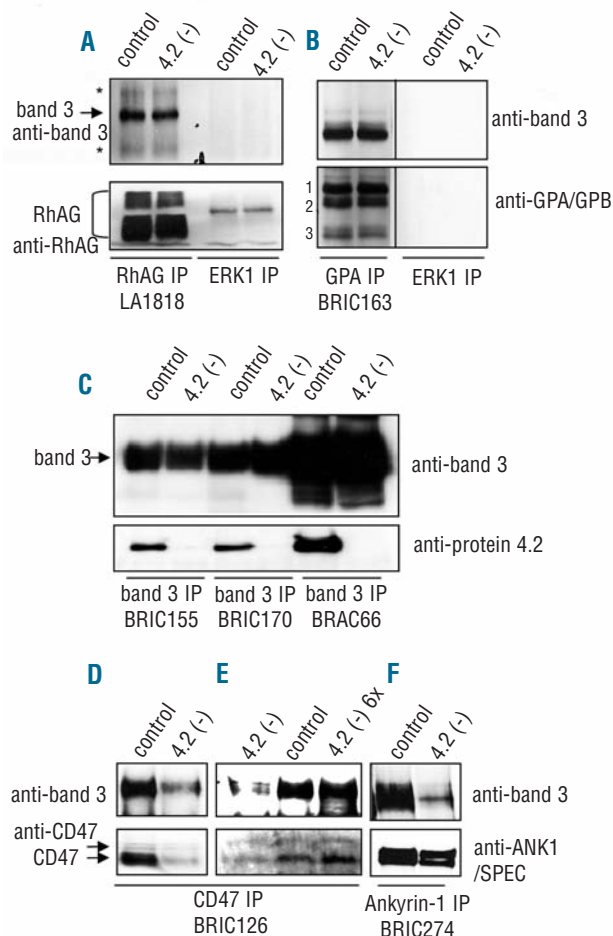 A
control
4.2 (-)
control
4.2 (-)
B
control
4.2 (-)
control
4.2 (-)
*
band 3
anti-band 3
*
anti-band 3
RhAG
anti-RhAG
1
2
3
anti-GPA/GPB
RhAG IP
LA1818
ERK1 IP
GPA IP
BRIC163
ERK1 IP
C
control
4.2 (-)
control
4.2 (-)
control
4.2 (-)
band 3
anti-band 3
anti-protein 4.2
band 3 IP
BRIC155
band 3 IP
BRIC170
band 3 IP
BRAC66
D
control
4.2 (-)
E
4.2 (-)
control
4.2 (-) 6x
F
control
4.2 (-)
anti-band 3
anti-band 3
anti-CD47
CD47
anti-ANK1
/SPEC
CD47 IP
BRIC126
Ankyrin-1 IP
BRIC274